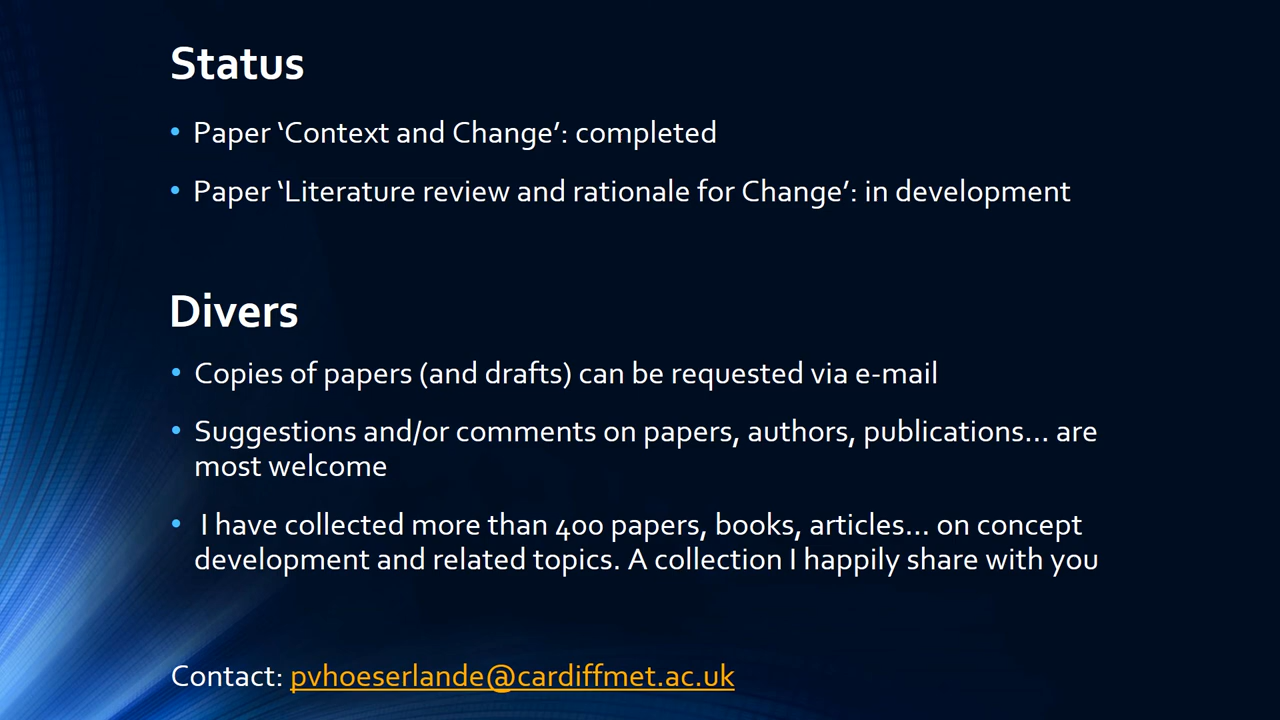 Status
• Paper ‘Context and Change’: completed
• Paper ‘Literature review and rationale for Change’: in development
Divers
• Copies of papers (and drafts) can be requested via e-mail
• Suggestions and/or comments on papers, authors, publications... are
most welcome
• I have collected more than 400 papers, books, articles... on concept
development and related topics. A collection I happily share with you
Contact: pvhoeserlande@cardiffmet.ac.uk